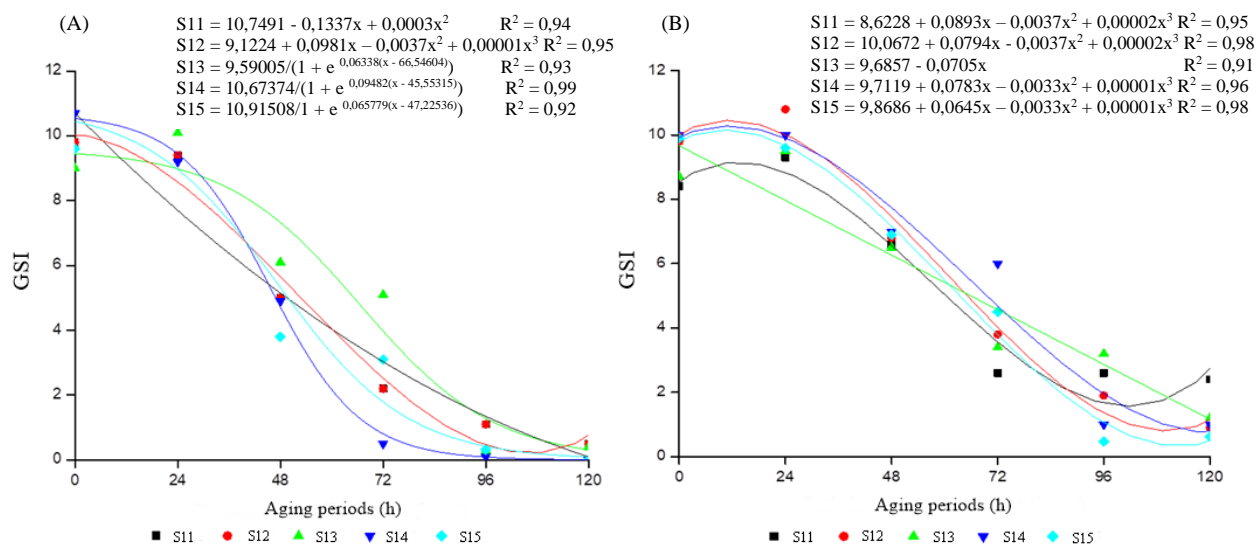 (A)
S11 = 10,7491 - 0,1337x + 0,0003x²    R² = 0,94
S12 = 9,1224 + 0,0981x – 0,0037x² + 0,00001x³ R² = 0,95
S13 = 9,59005/(1 + e^0,06338(x - 66,54604))    R² = 0,93
S14 = 10,67374/(1 + e^0,09482(x - 45,55315))    R² = 0,99
S15 = 10,91508/1 + e^0,065779(x - 47,22536))    R² = 0,92
12
10
8
6
4
2
0
GSI
0 24 48 72 96 120
Aging periods (h)
S11 S12 S13 S14 S15
(B)
S11 = 8,6228 + 0,0893x – 0,0037x² + 0,00002x³ R² = 0,95
S12 = 10,0672 + 0,0794x - 0,0037x² + 0,00002x³ R² = 0,98
S13 = 9,6857 - 0,0705x    R² = 0,91
S14 = 9,7119 + 0,0783x – 0,0033x² + 0,00001x³ R² = 0,96
S15 = 9,8686 + 0,0645x – 0,0033x² + 0,00001x³ R² = 0,98
12
10
8
6
4
2
0
GSI
0 24 48 72 96 120
Aging periods (h)
S11 S12 S13 S14 S15